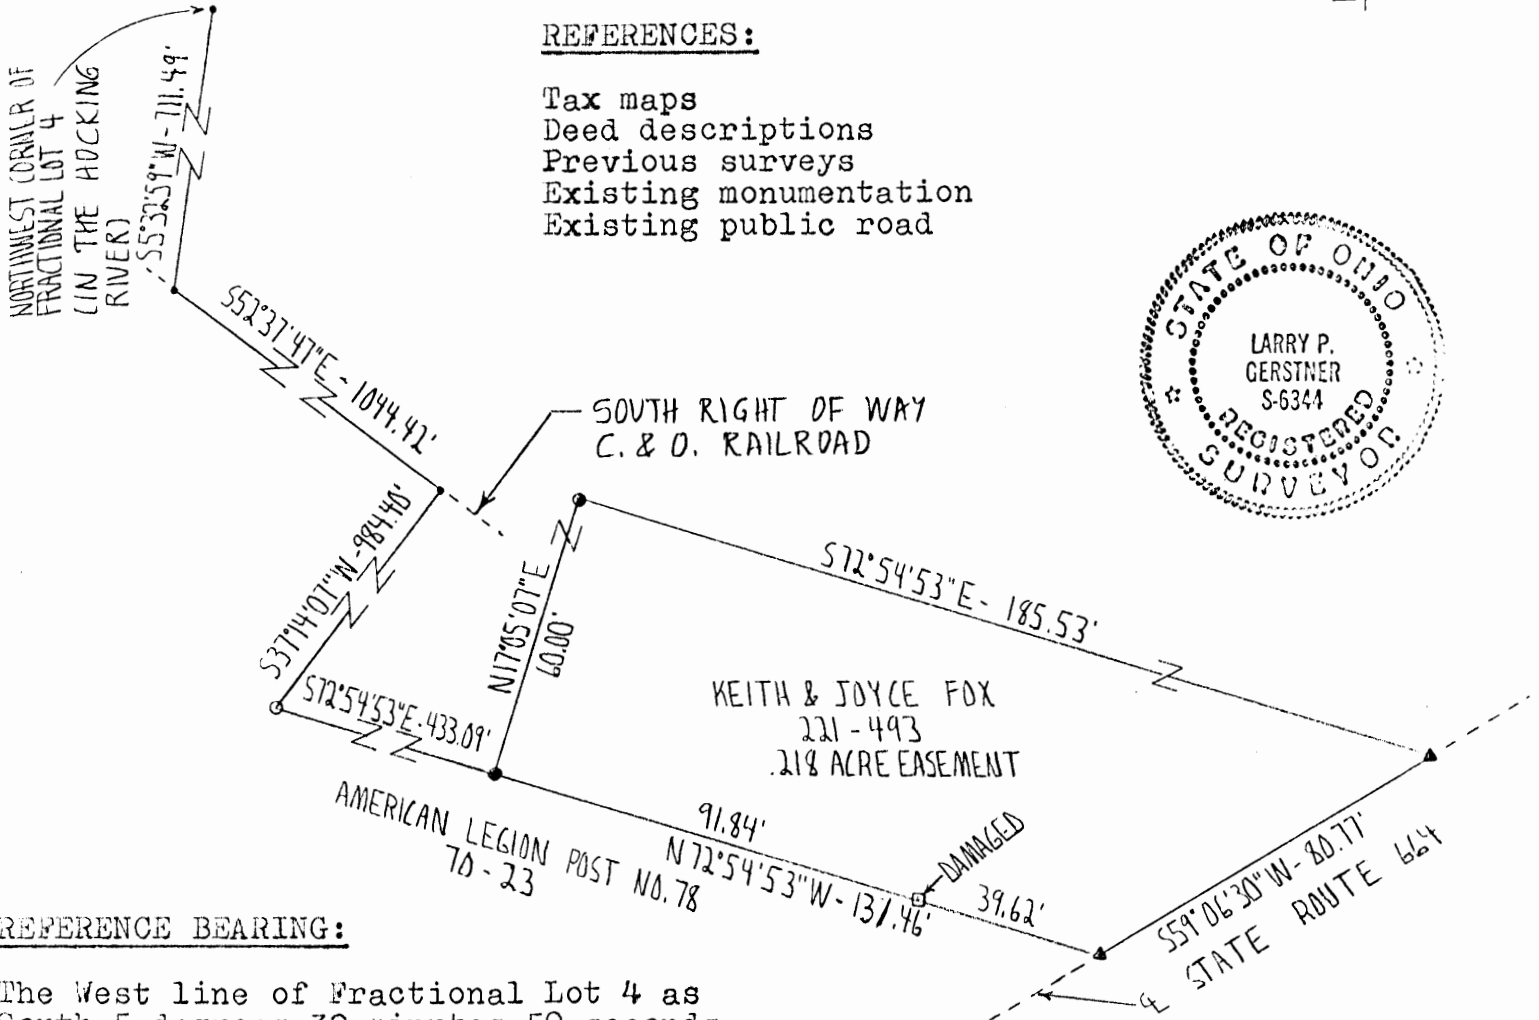 REFERENCES:
Tax maps
Deed descriptions
Previous surveys
Existing monumentation
Existing public road
NORTHWEST CORNER OF
FRACTIONAL LOT 4
(IN THE HOCKING
RIVER)
S5°32'59"W - 711.49'
S52°37'47"E - 1044.42'
SOUTH RIGHT OF WAY
C. & O. RAILROAD
STATE OF OHIO
LARRY P.
GERSTNER
S-6344
REGISTERED
SURVEYOR
S37°14'07"W - 984.40'
N17°05'07"E
60.00'
S72°54'53"E - 185.53'
S72°54'53"E - 433.09'
KEITH & JOYCE FOX
221 - 493
.218 ACRE EASEMENT
AMERICAN LEGION POST NO. 78
70 - 23
91.84'
N72°54'53"W - 131.46'
DAMAGED
39.62'
S59°06'30"W - 80.77'
℄ STATE ROUTE 664
REFERENCE BEARING:
The West line of Fractional Lot 4 as